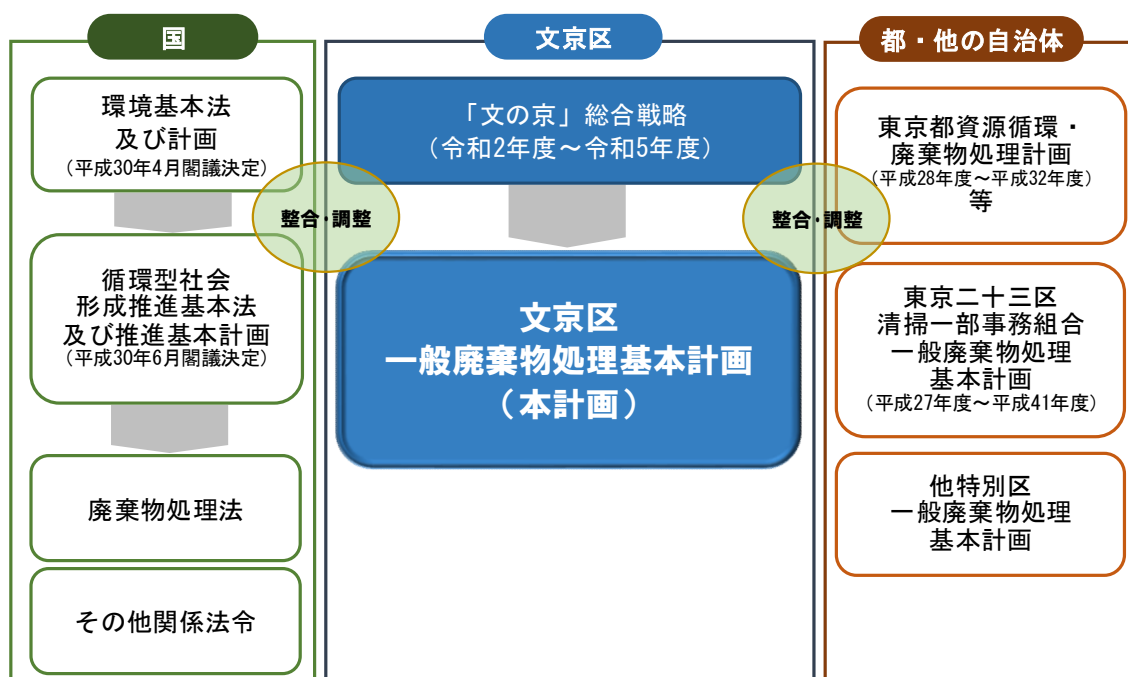 国
環境基本法
及び計画
(平成30年4月閣議決定)
循環型社会
形成推進基本法
及び推進基本計画
(平成30年6月閣議決定)
廃棄物処理法
その他関係法令
整合・調整
文京区
「文の京」総合戦略
(令和2年度~令和5年度)
文京区
一般廃棄物処理基本計画
(本計画)
整合・調整
都・他の自治体
東京都資源循環・
廃棄物処理計画
(平成28年度~平成32年度)
等
東京二十三区
清掃一部事務組合
一般廃棄物処理
基本計画
(平成27年度~平成41年度)
他特別区
一般廃棄物処理
基本計画